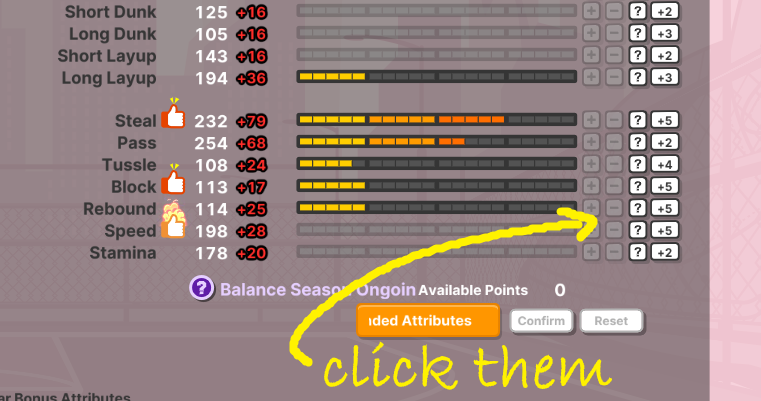 Short Dunk 125 +16 + - ? +2
Long Dunk 105 +16 + - ? +3
Short Layup 143 +16 + - ? +2
Long Layup 194 +36 + - ? +3
Steal 232 +79 + - ? +5
Pass 254 +68 + - ? +2
Tussle 108 +24 + - ? +4
Block 113 +17 + - ? +5
Rebound 114 +25 + - ? +5
Speed 198 +28 + - ? +5
Stamina 178 +20 + - ? +2
? Balance Season Ongoin Available Points 0
ded Attributes Confirm Reset
click them
ar Bonus Attributes